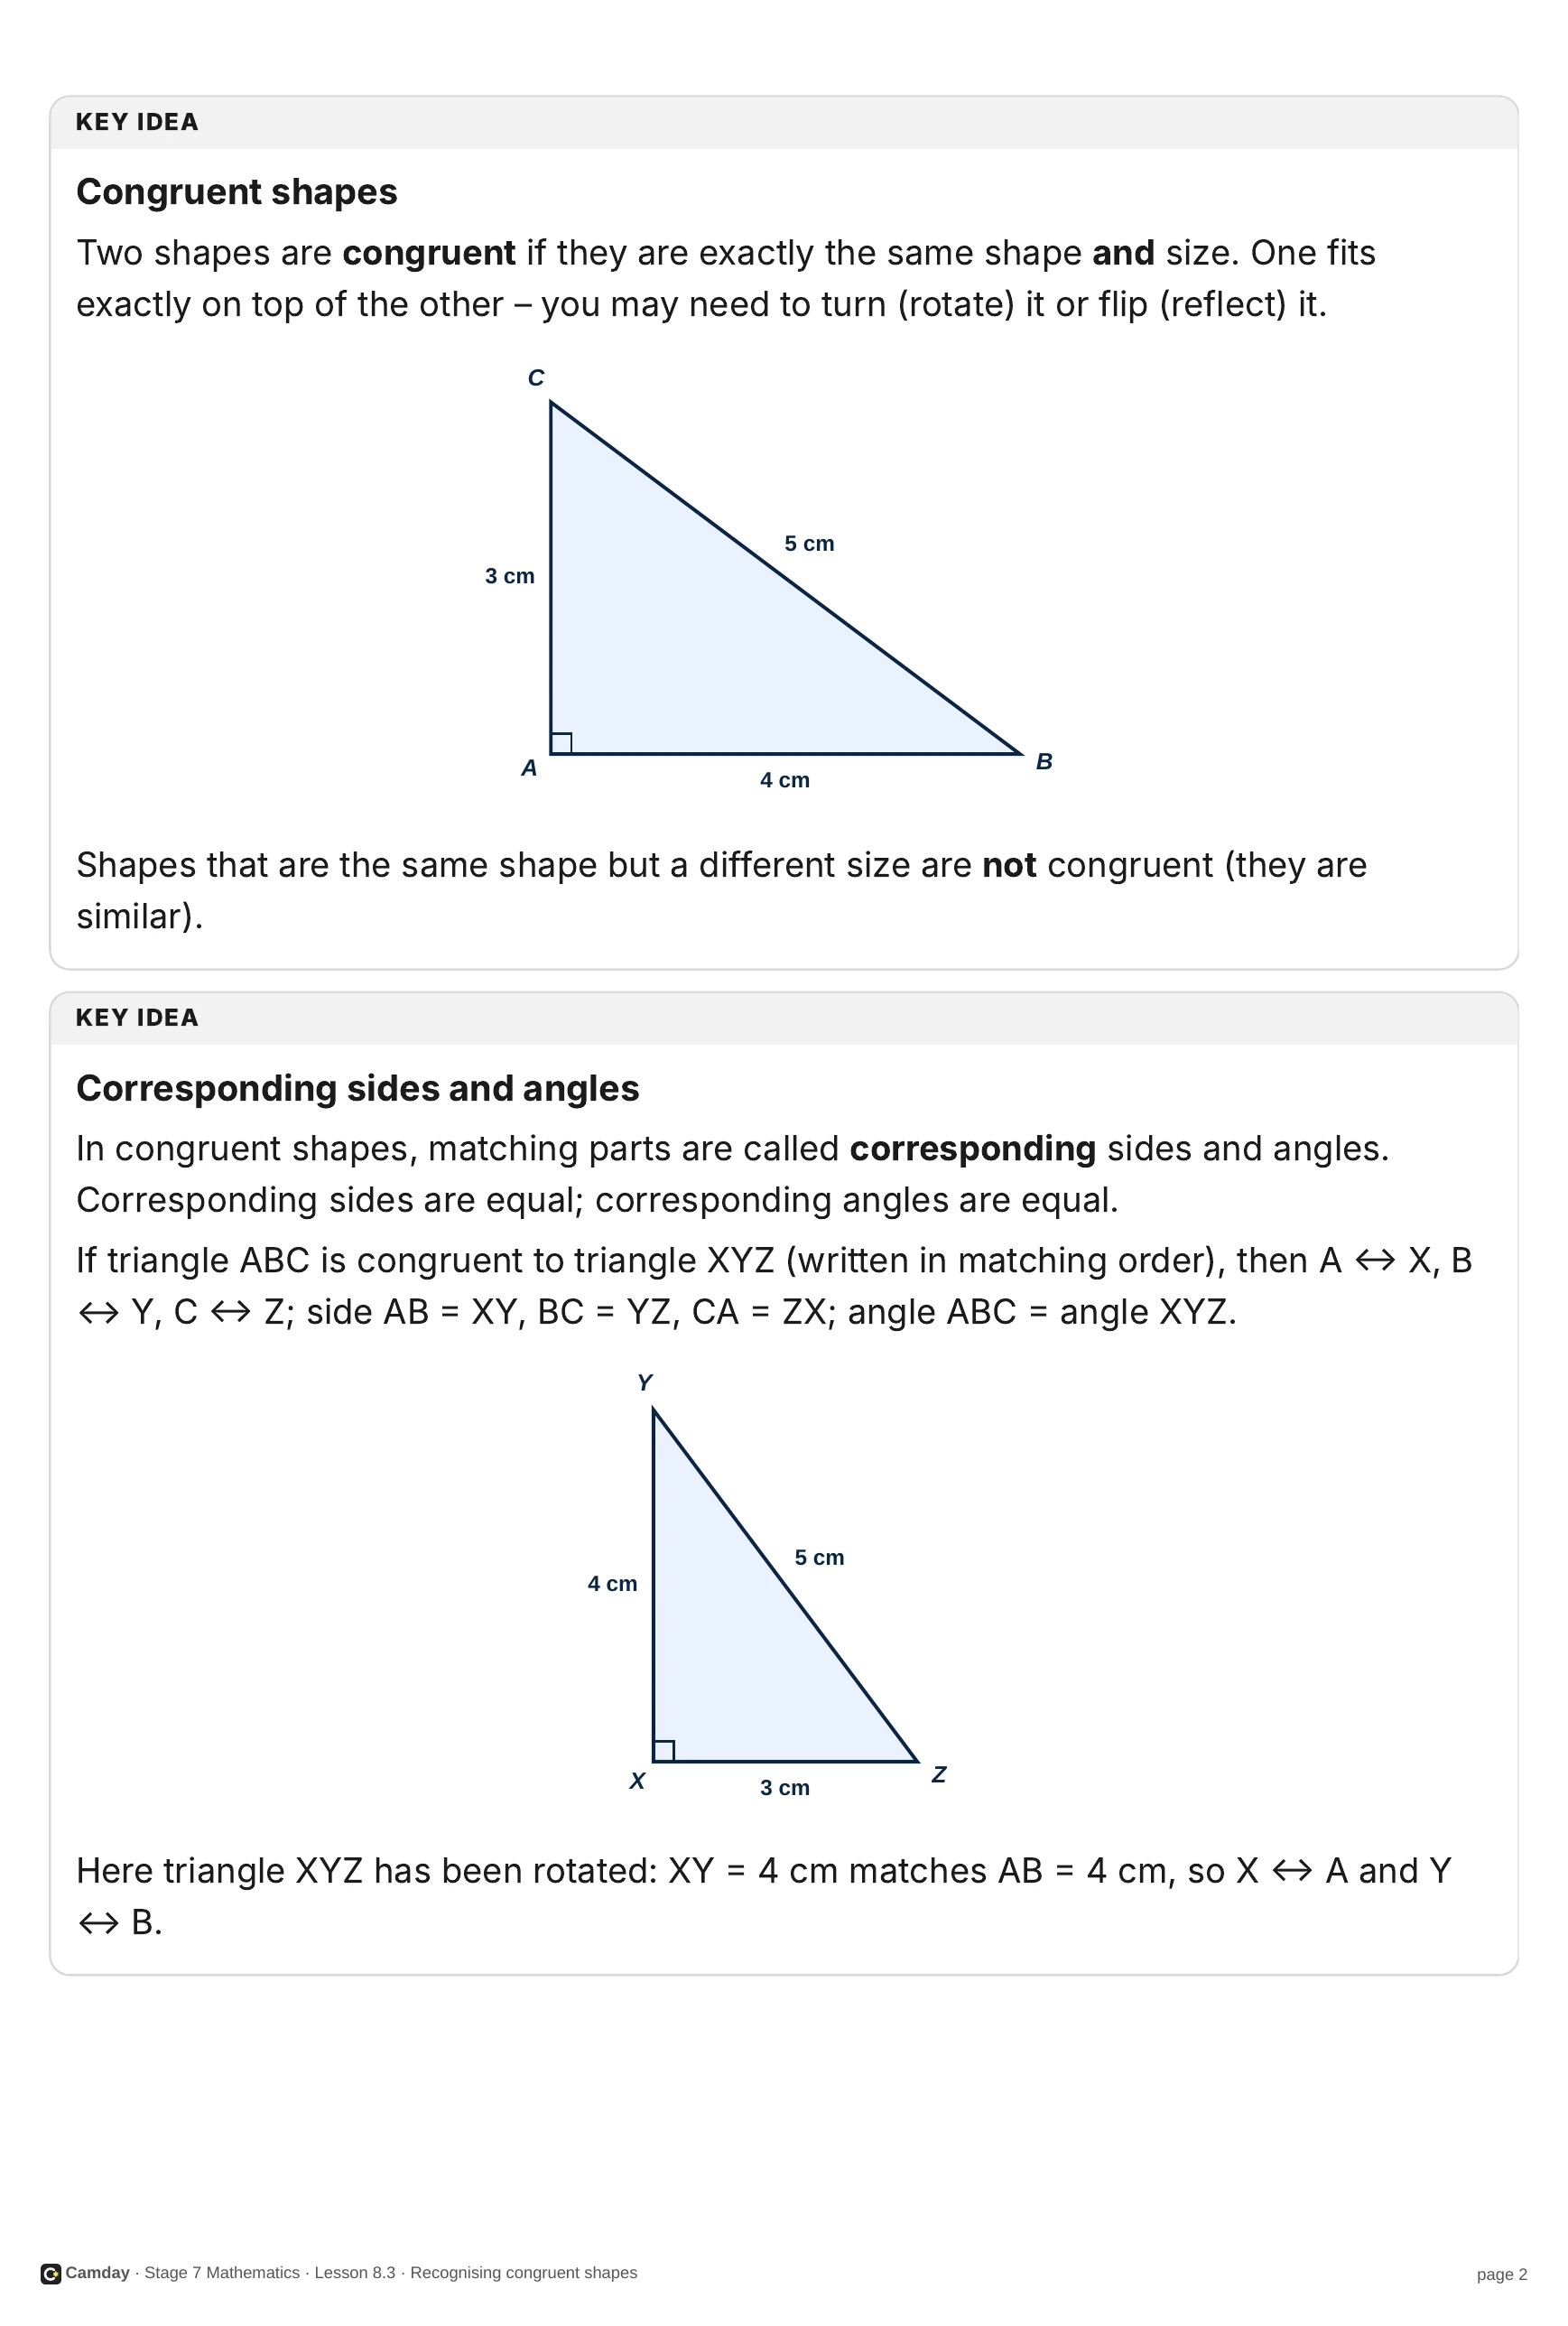 KEY IDEA
Congruent shapes
Two shapes are congruent if they are exactly the same shape and size. One fits
exactly on top of the other – you may need to turn (rotate) it or flip (reflect) it.
C
5 cm
3 cm
A
B
4 cm
Shapes that are the same shape but a different size are not congruent (they are
similar).
KEY IDEA
Corresponding sides and angles
In congruent shapes, matching parts are called corresponding sides and angles.
Corresponding sides are equal; corresponding angles are equal.
If triangle ABC is congruent to triangle XYZ (written in matching order), then A ↔ X, B
↔ Y, C ↔ Z; side AB = XY, BC = YZ, CA = ZX; angle ABC = angle XYZ.
Y
5 cm
4 cm
X
Z
3 cm
Here triangle XYZ has been rotated: XY = 4 cm matches AB = 4 cm, so X ↔ A and Y
↔ B.
Camday · Stage 7 Mathematics · Lesson 8.3 · Recognising congruent shapes
page 2